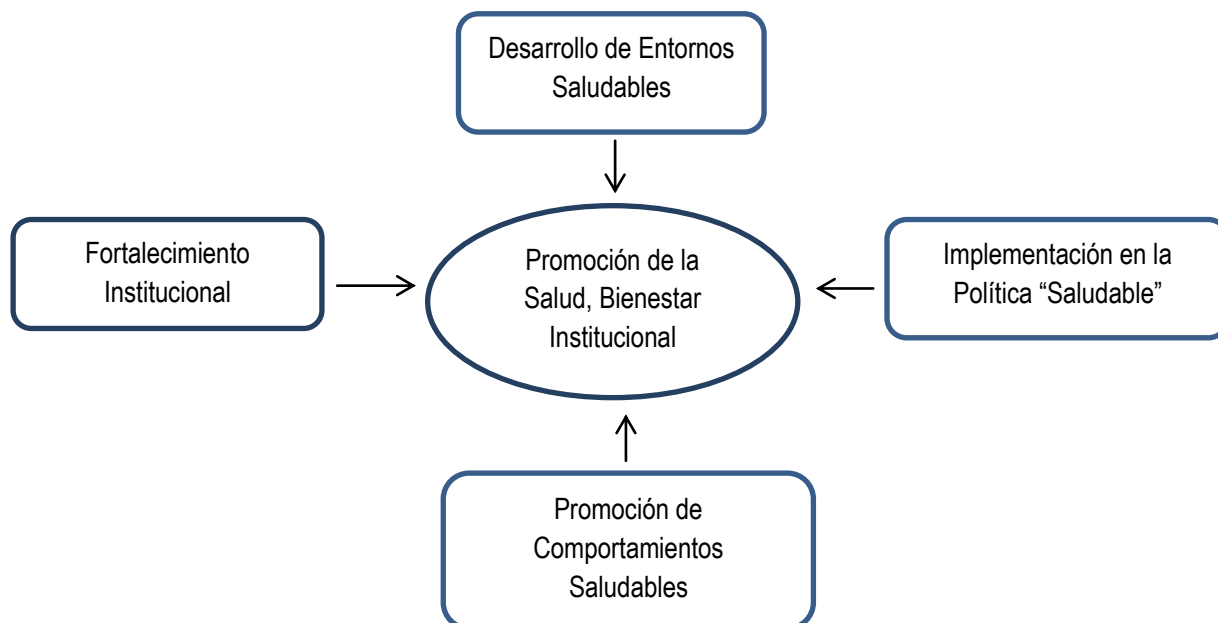 Desarrollo de Entornos
Saludables
Fortalecimiento
Institucional
Promoción de la
Salud, Bienestar
Institucional
Implementación en la
Política “Saludable”
Promoción de
Comportamientos
Saludables